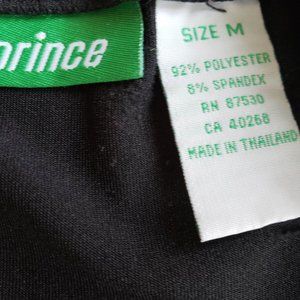 prince
SIZE M
92% POLYESTER
8% SPANDEX
RN 87530
CA 40268
MADE IN THAILAND